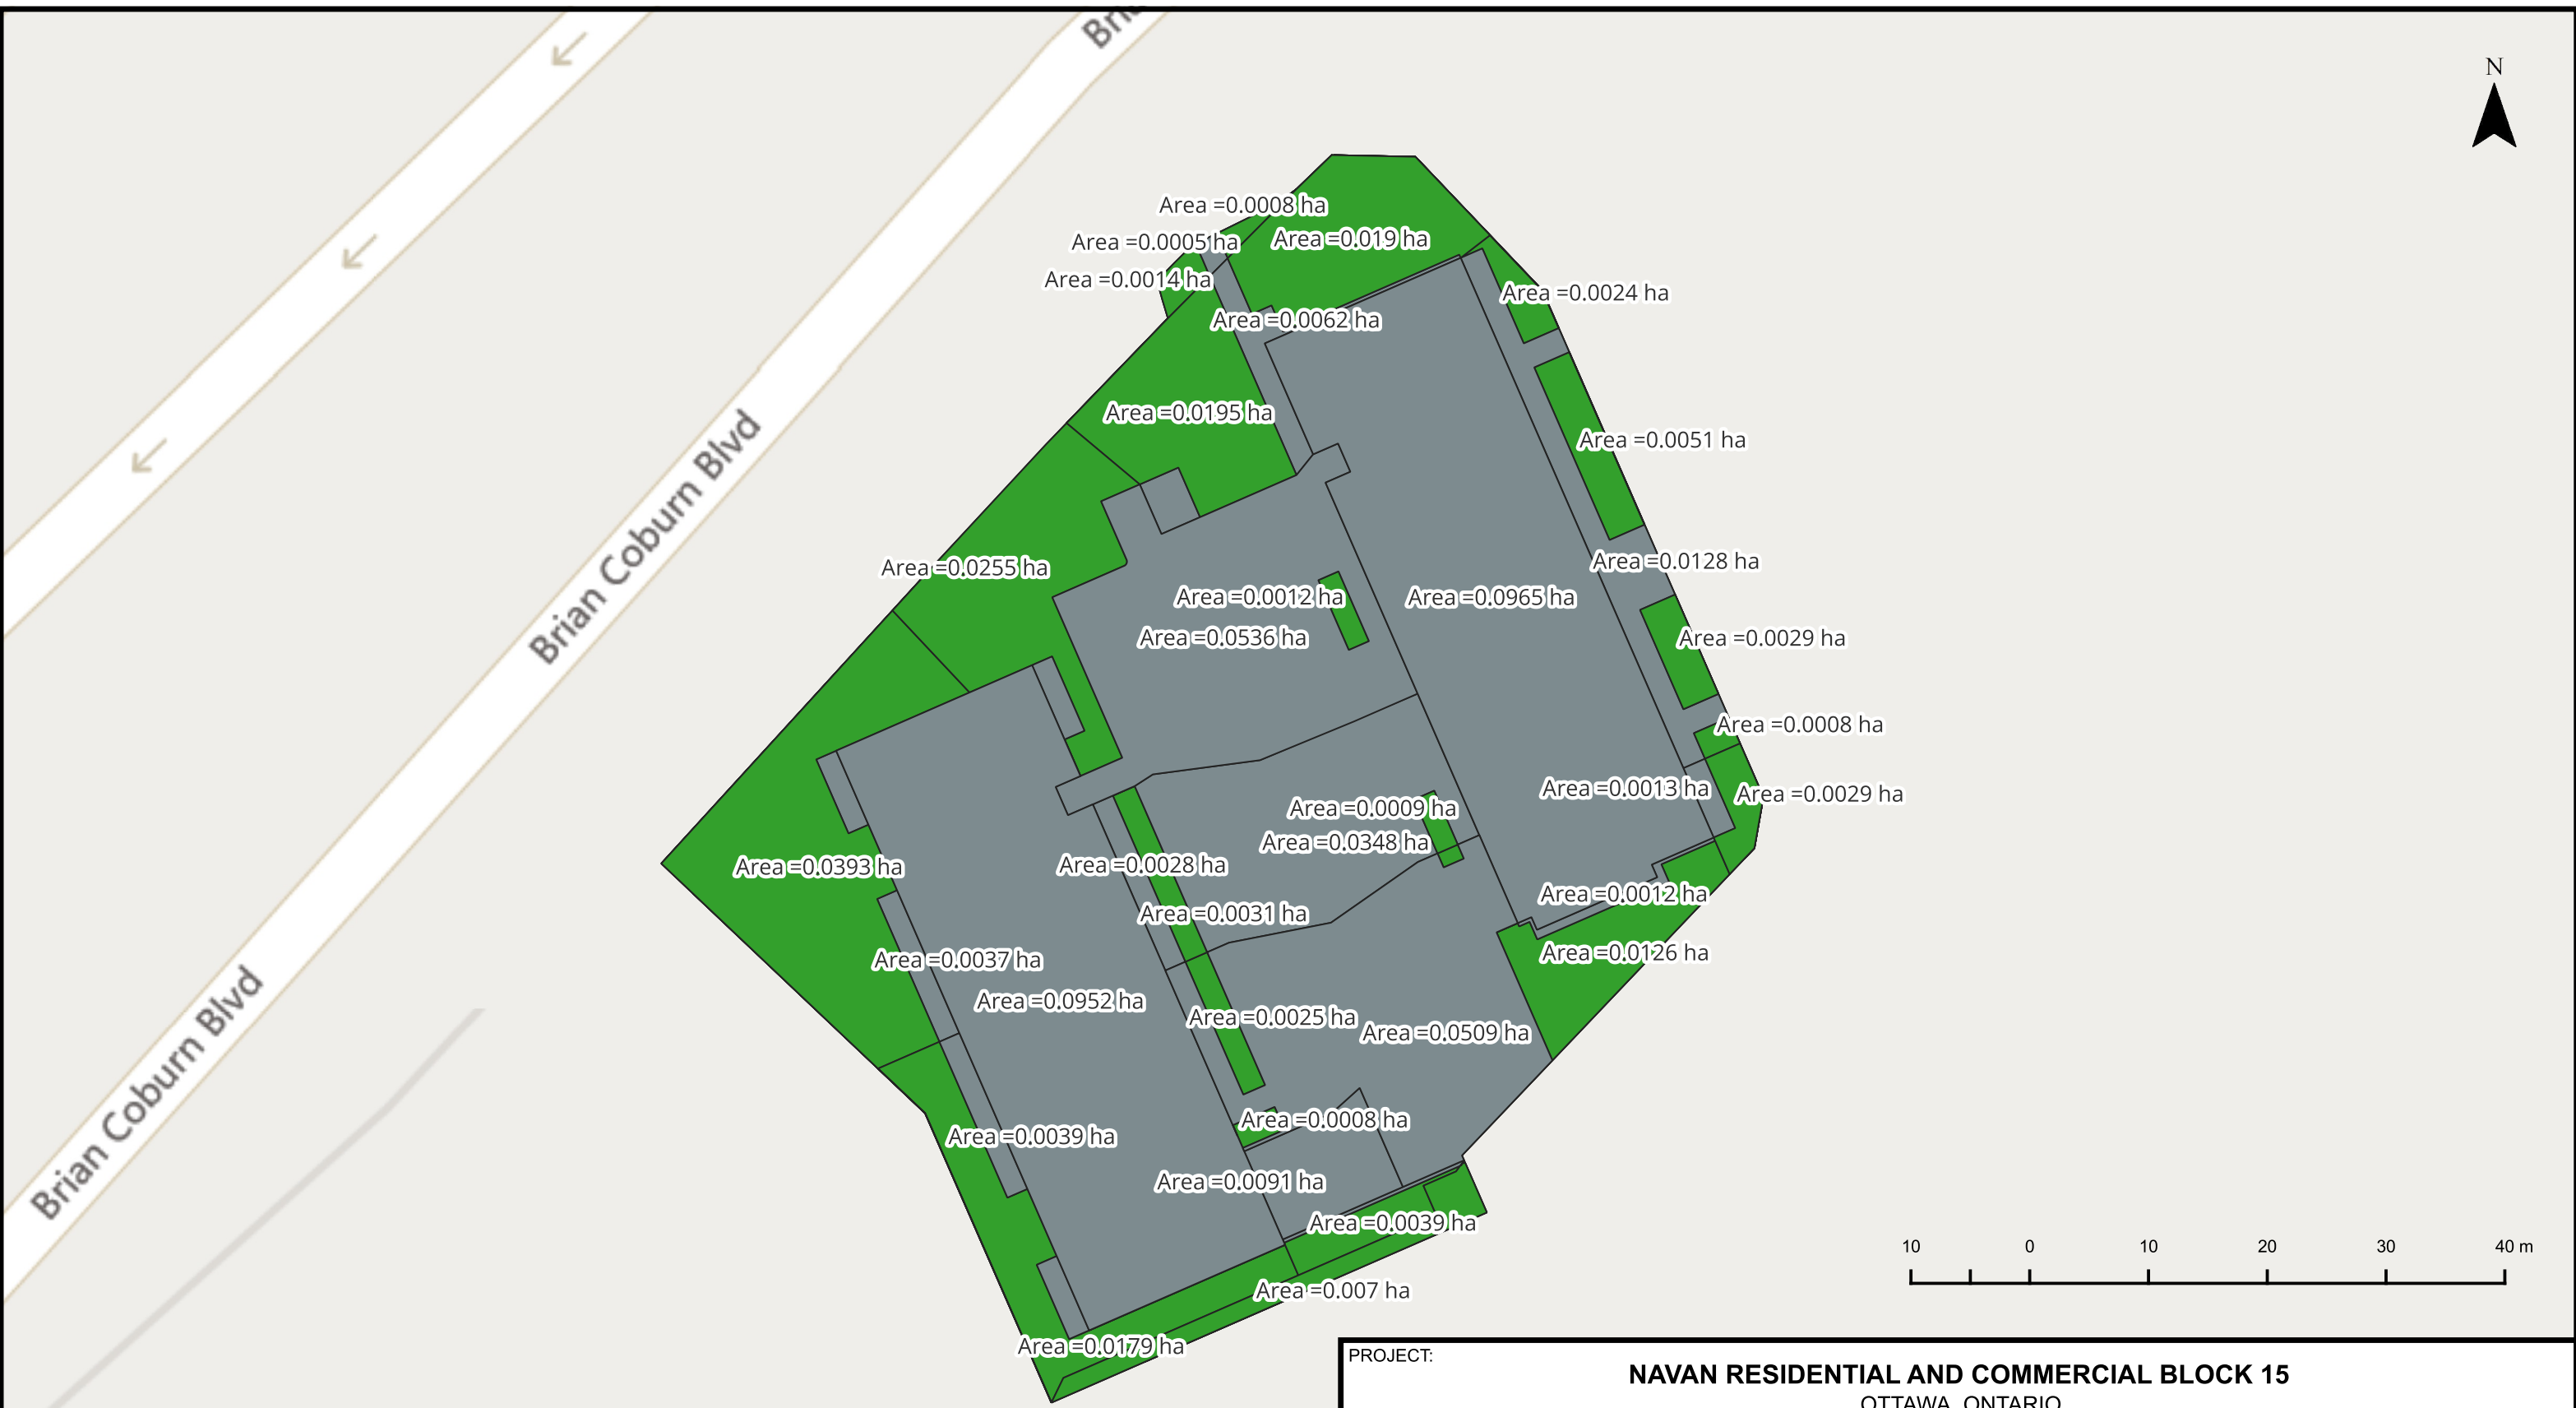 Bri
N
Area =0.0008 ha
Area =0.0005 ha
Area =0.019 ha
Area =0.0014 ha
Area =0.0024 ha
Area =0.0062 ha
Area =0.0195 ha
Area =0.0051 ha
Brian Coburn Blvd
Area =0.0128 ha
Area =0.0255 ha
Area =0.0012 ha
Area =0.0965 ha
Area =0.0536 ha
Area =0.0029 ha
Area =0.0008 ha
Area =0.0013 ha
Area =0.0029 ha
Area =0.0009 ha
Area =0.0348 ha
Area =0.0393 ha
Area =0.0028 ha
Area =0.0012 ha
Area =0.0031 ha
Area =0.0126 ha
Area =0.0037 ha
Area =0.0952 ha
Area =0.0025 ha
Area =0.0509 ha
Brian Coburn Blvd
Area =0.0008 ha
Area =0.0039 ha
Area =0.0091 ha
Area =0.0039 ha
10 0 10 20 30 40 m
Area =0.007 ha
Area =0.0179 ha
PROJECT:
NAVAN RESIDENTIAL AND COMMERCIAL BLOCK 15
OTTAWA, ONTARIO